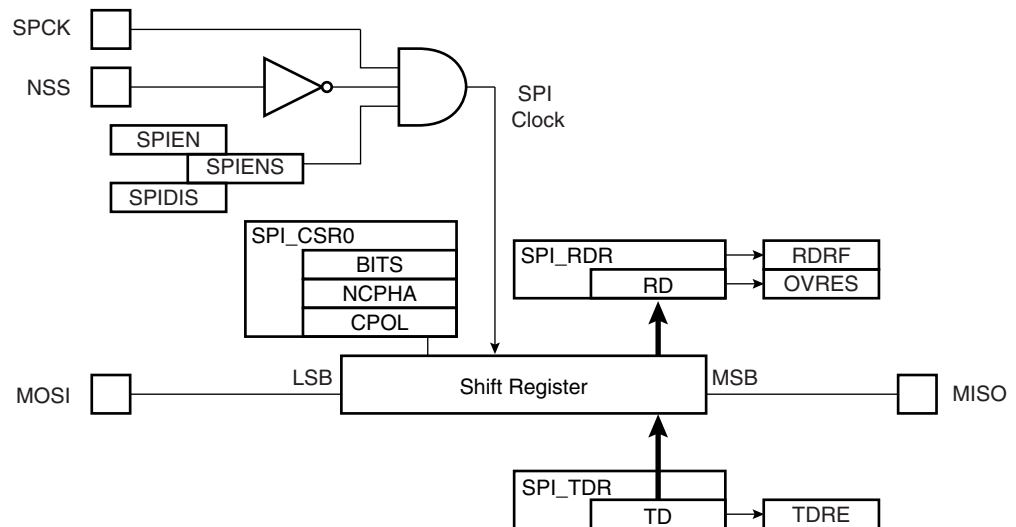 SPCK
NSS
SPI
Clock
SPIEN
SPIENS
SPIDIS
SPI_CSR0
BITS
NCPHA
CPOL
SPI_RDR
RD
RDRF
OVRES
MOSI
LSB
Shift Register
MSB
MISO
SPI_TDR
TD
TDRE